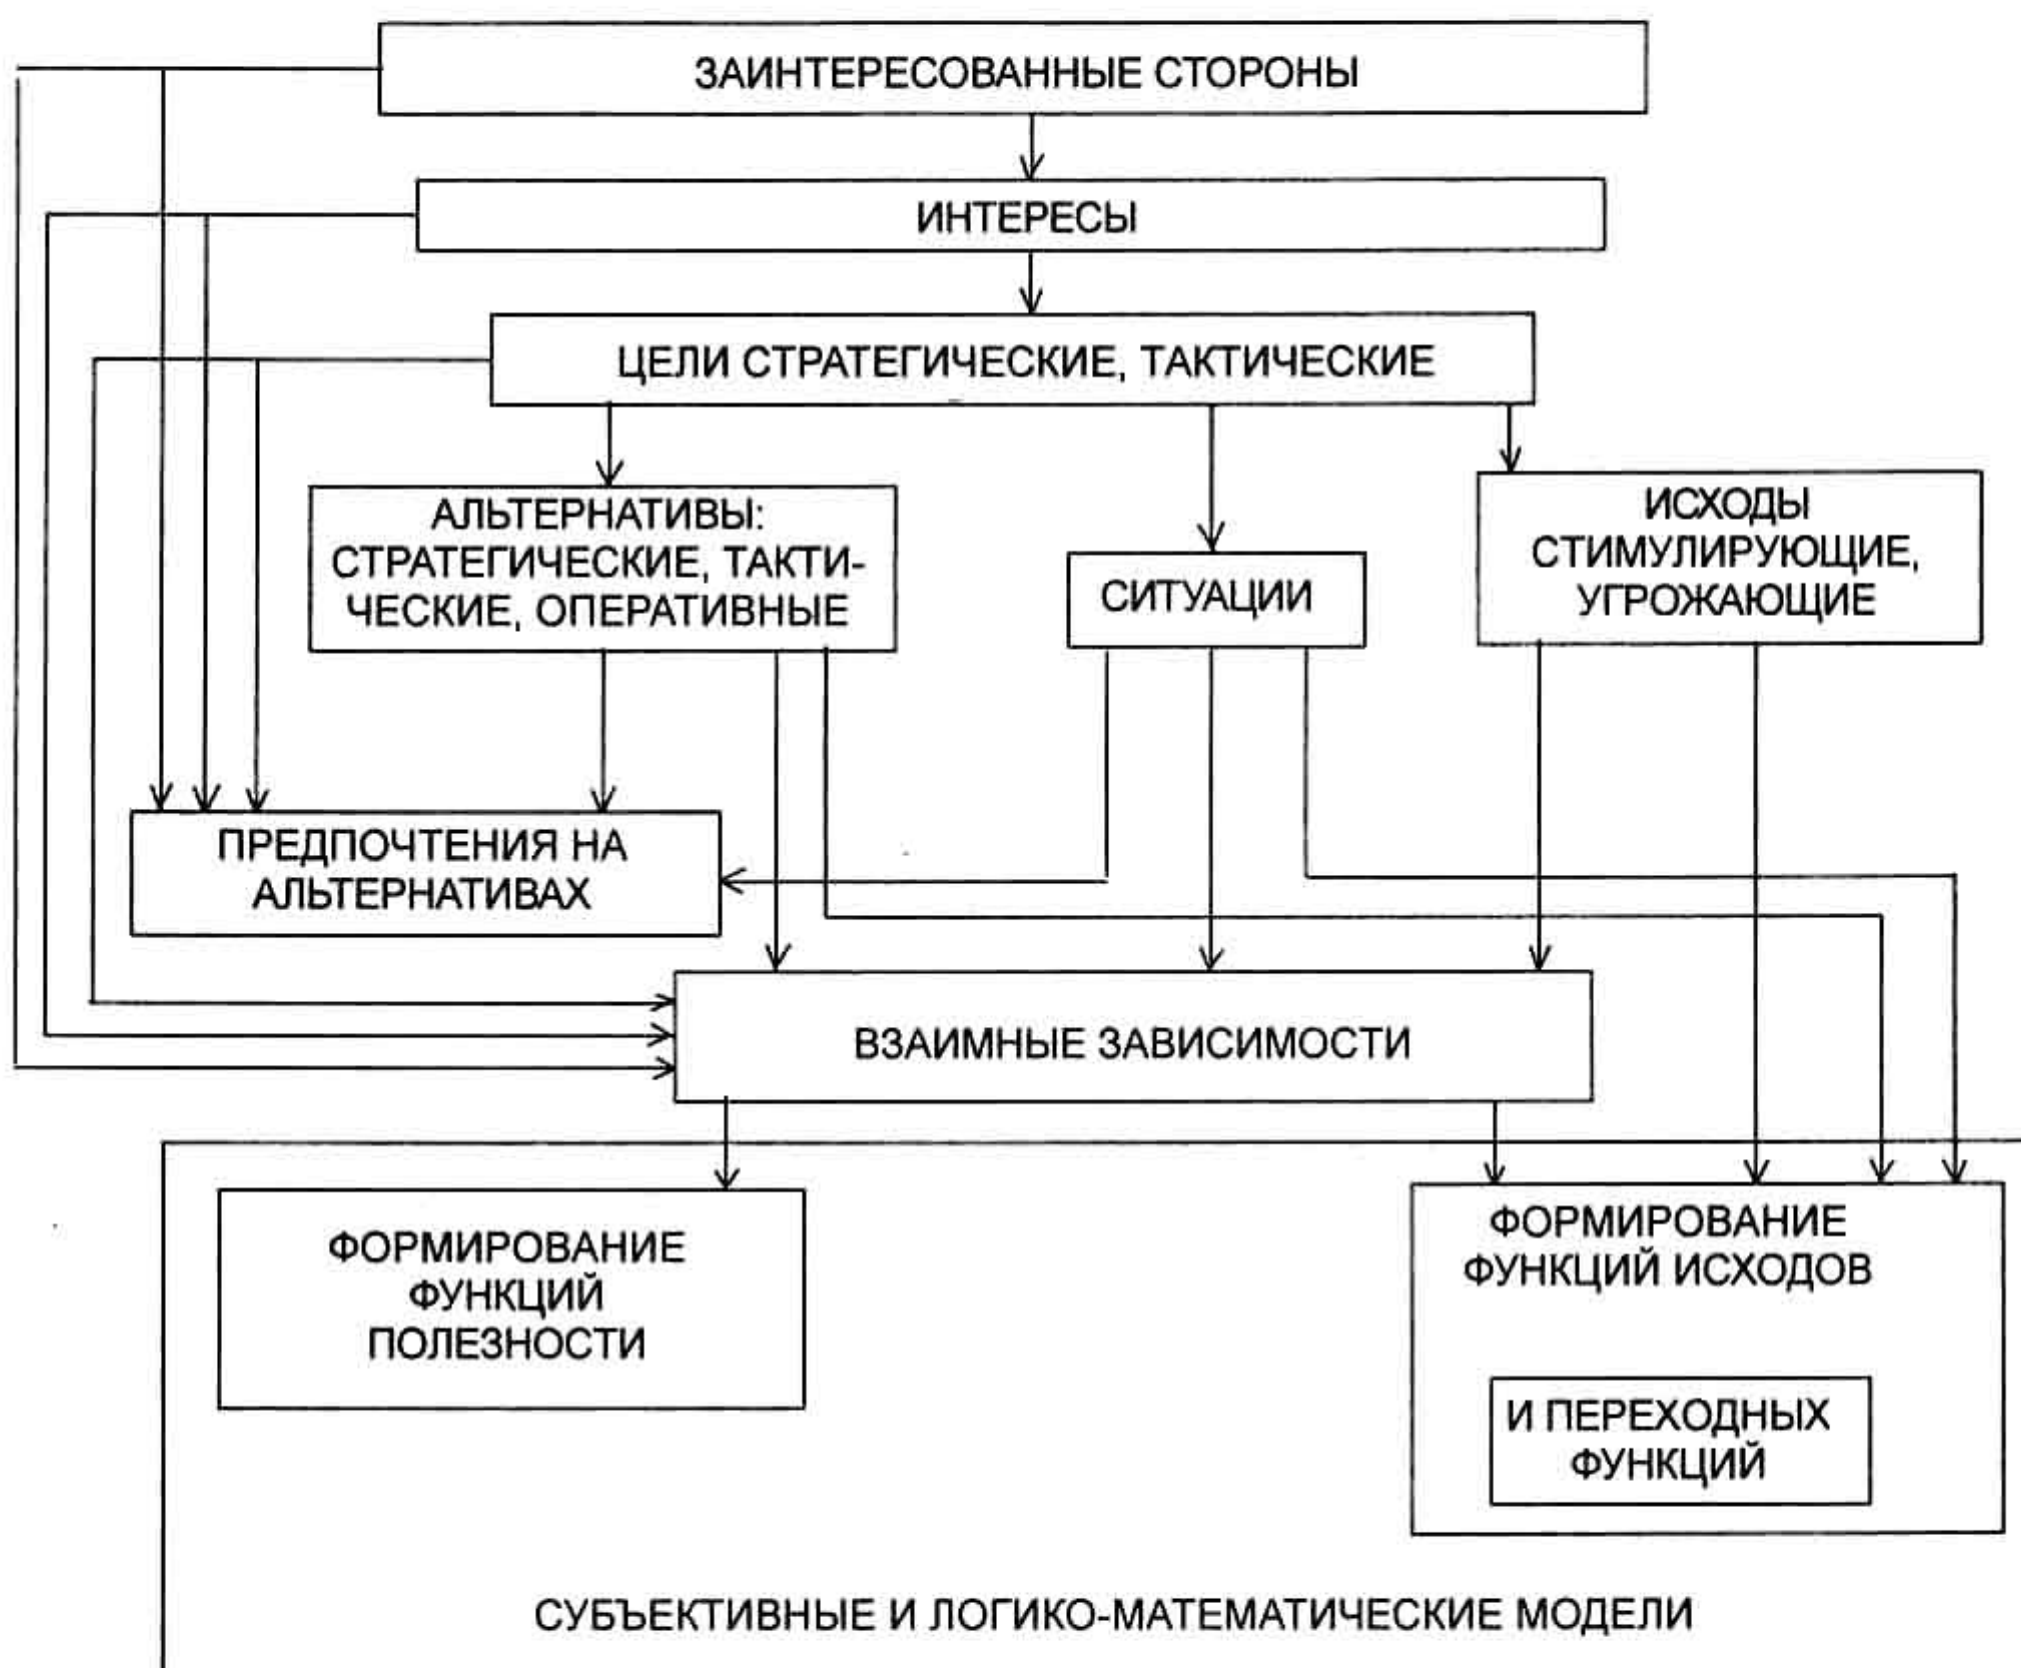 ЗАИНТЕРЕСОВАННЫЕ СТОРОНЫ
ИНТЕРЕСЫ
ЦЕЛИ СТРАТЕГИЧЕСКИЕ, ТАКТИЧЕСКИЕ
АЛЬТЕРНАТИВЫ:
СТРАТЕГИЧЕСКИЕ, ТАКТИ-
ЧЕСКИЕ, ОПЕРАТИВНЫЕ
СИТУАЦИИ
ИСХОДЫ
СТИМУЛИРУЮЩИЕ,
УГРОЖАЮЩИЕ
ПРЕДПОЧТЕНИЯ НА
АЛЬТЕРНАТИВАХ
ВЗАИМНЫЕ ЗАВИСИМОСТИ
ФОРМИРОВАНИЕ
ФУНКЦИЙ
ПОЛЕЗНОСТИ
ФОРМИРОВАНИЕ
ФУНКЦИЙ ИСХОДОВ
И ПЕРЕХОДНЫХ
ФУНКЦИЙ
СУБЪЕКТИВНЫЕ И ЛОГИКО-МАТЕМАТИЧЕСКИЕ МОДЕЛИ